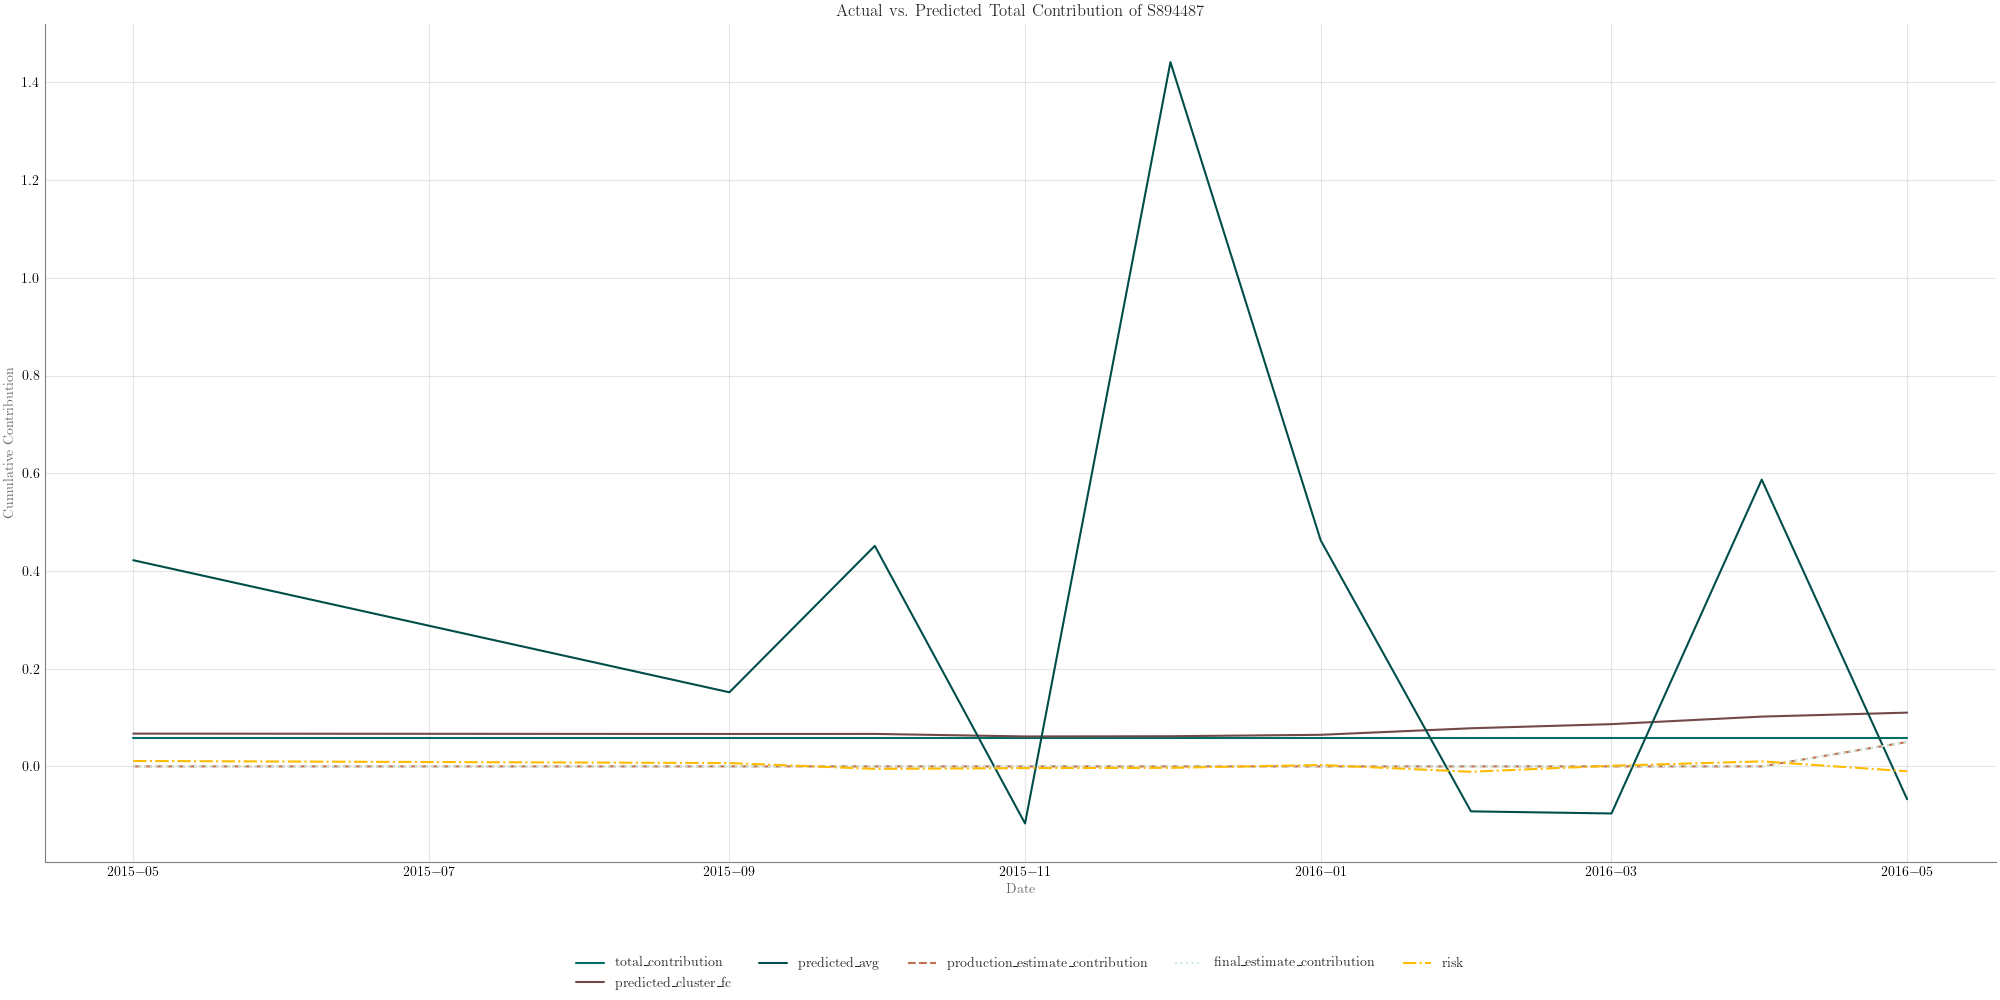 Actual vs. Predicted Total Contribution of S894487
Cumulative Contribution
1.4
1.2
1.0
0.8
0.6
0.4
0.2
0.0
2015–05 2015–07 2015–09 2015–11 2016–01 2016–03 2016–05
Date
total_contribution predicted_avg production_estimate_contribution final_estimate_contribution risk
predicted_cluster_fc